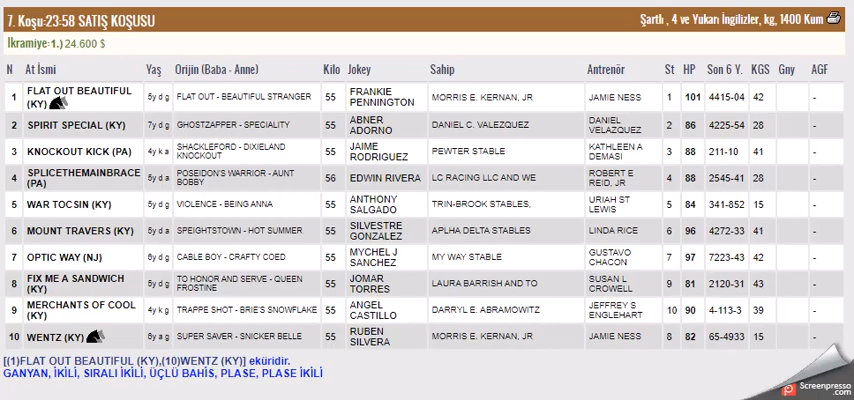 7. Koşu:23:58 SATIŞ KOŞUSU Şartlı , 4 ve Yukarı İngilizler, kg, 1400 Kum
İkramiye:1.) 24.600 $
N At İsmi Yaş Orijin (Baba - Anne) Kilo Jokey Sahip Antrenör St HP Son 6 Y. KGS Gny AGF
1 FLAT OUT BEAUTIFUL (KY) 5y d g FLAT OUT - BEAUTIFUL STRANGER 55 FRANKIE PENNINGTON MORRIS E. KERNAN, JR JAMIE NESS 1 101 4415-04 42 -
2 SPIRIT SPECIAL (KY) 7y d g GHOSTZAPPER - SPECIALITY 55 ABNER ADORNO DANIEL C. VALEZQUEZ DANIEL VELAZQUEZ 2 86 4225-54 28 -
3 KNOCKOUT KICK (PA) 4y k a SHACKLEFORD - DIXIELAND KNOCKOUT 55 JAIME RODRIGUEZ PEWTER STABLE KATHLEEN A DEMASI 3 88 211-10 41 -
4 SPLICETHEMAINBRACE (PA) 5y d a POSEIDON'S WARRIOR - AUNT BOBBY 56 EDWIN RIVERA LC RACING LLC AND WE ROBERT E REID, JR 4 88 2545-41 28 -
5 WAR TOCSIN (KY) 5y d g VIOLENCE - BEING ANNA 55 ANTHONY SALGADO TRIN-BROOK STABLES, URIAH ST LEWIS 5 84 341-852 15 -
6 MOUNT TRAVERS (KY) 5y d a SPEIGHTSTOWN - HOT SUMMER 55 SILVESTRE GONZALEZ APLHA DELTA STABLES LINDA RICE 6 96 4272-33 41 -
7 OPTIC WAY (NJ) 6y d g CABLE BOY - CRAFTY COED 55 MYCHEL J SANCHEZ MY WAY STABLE GUSTAVO CHACON 7 97 7223-43 42 -
8 FIX ME A SANDWICH (KY) 5y d g TO HONOR AND SERVE - QUEEN FROSTINE 55 JOMAR TORRES LAURA BARRISH AND TO SUSAN L CROWELL 9 81 2120-31 43 -
9 MERCHANTS OF COOL (KY) 4y k g TRAPPE SHOT - BRIE'S SNOWFLAKE 55 ANGEL CASTILLO DARRYL E. ABRAMOWITZ JEFFREY S ENGLEHART 10 90 4-113-3 39 -
10 WENTZ (KY) 6y a g SUPER SAVER - SNICKER BELLE 55 RUBEN SILVERA MORRIS E. KERNAN, JR JAMIE NESS 8 82 65-4933 15 -
[(1)FLAT OUT BEAUTIFUL (KY),(10)WENTZ (KY)] eküridir.
GANYAN, İKİLİ, SIRALI İKİLİ, ÜÇLÜ BAHİS, PLASE, PLASE İKİLİ
Screenpresso
.com